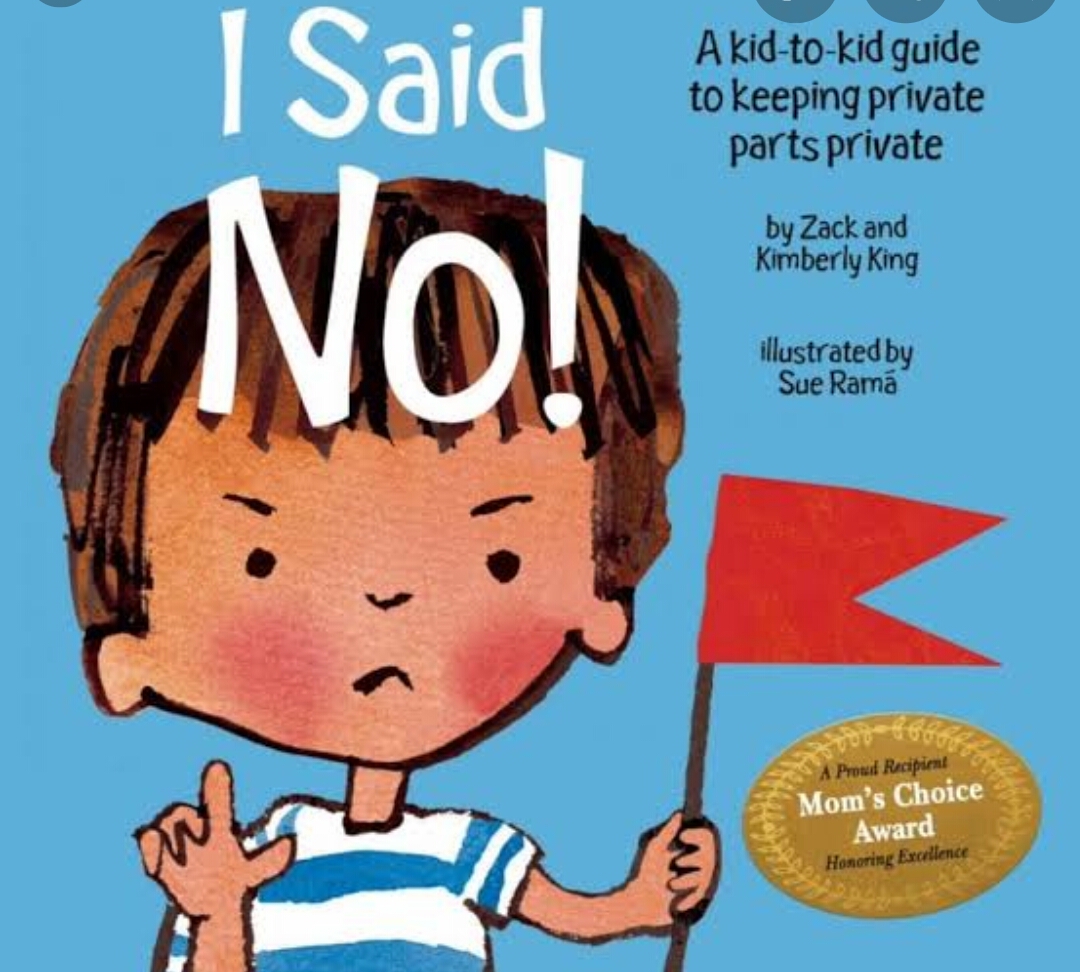 I Said
No!
A kid-to-kid guide
to keeping private
parts private
by Zack and
Kimberly King
illustrated by
Sue Ramá
A Proud Recipient
Mom's Choice
Award
Honoring Excellence